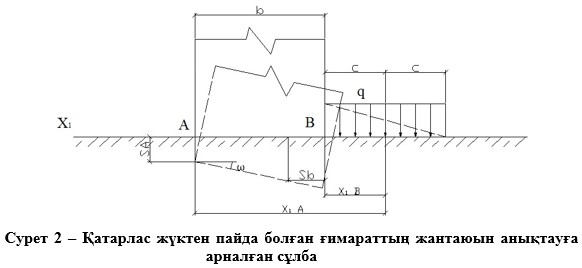 b
c c
q
X₁ A B
SA
ω
Sb
X₁ B
X₁ A
Сурет 2 – Қатарлас жүктен пайда болған ғимараттың жантаюын анықтауға
арналған сұлба